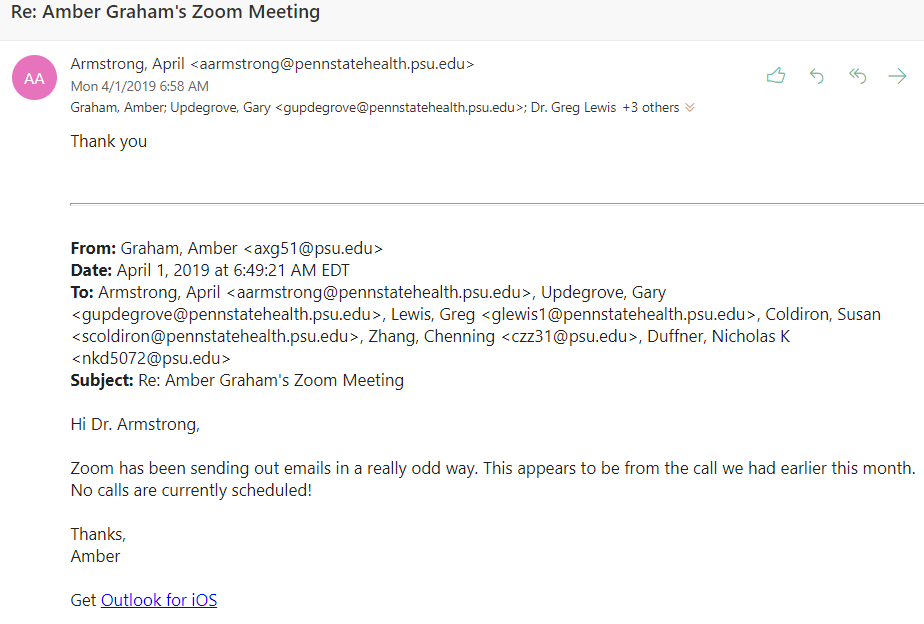 Re: Amber Graham's Zoom Meeting
AA
Armstrong, April <aarmstrong@pennstatehealth.psu.edu>
Mon 4/1/2019 6:58 AM
Graham, Amber; Updegrove, Gary <gupdegrove@pennstatehealth.psu.edu>; Dr. Greg Lewis +3 others
Thank you
From: Graham, Amber <axg51@psu.edu>
Date: April 1, 2019 at 6:49:21 AM EDT
To: Armstrong, April <aarmstrong@pennstatehealth.psu.edu>, Updegrove, Gary
<gupdegrove@pennstatehealth.psu.edu>, Lewis, Greg <glewis1@pennstatehealth.psu.edu>, Coldiron, Susan
<scoldiron@pennstatehealth.psu.edu>, Zhang, Chenning <czz31@psu.edu>, Duffner, Nicholas K
<nkd5072@psu.edu>
Subject: Re: Amber Graham's Zoom Meeting
Hi Dr. Armstrong,
Zoom has been sending out emails in a really odd way. This appears to be from the call we had earlier this month.
No calls are currently scheduled!
Thanks,
Amber
Get Outlook for iOS